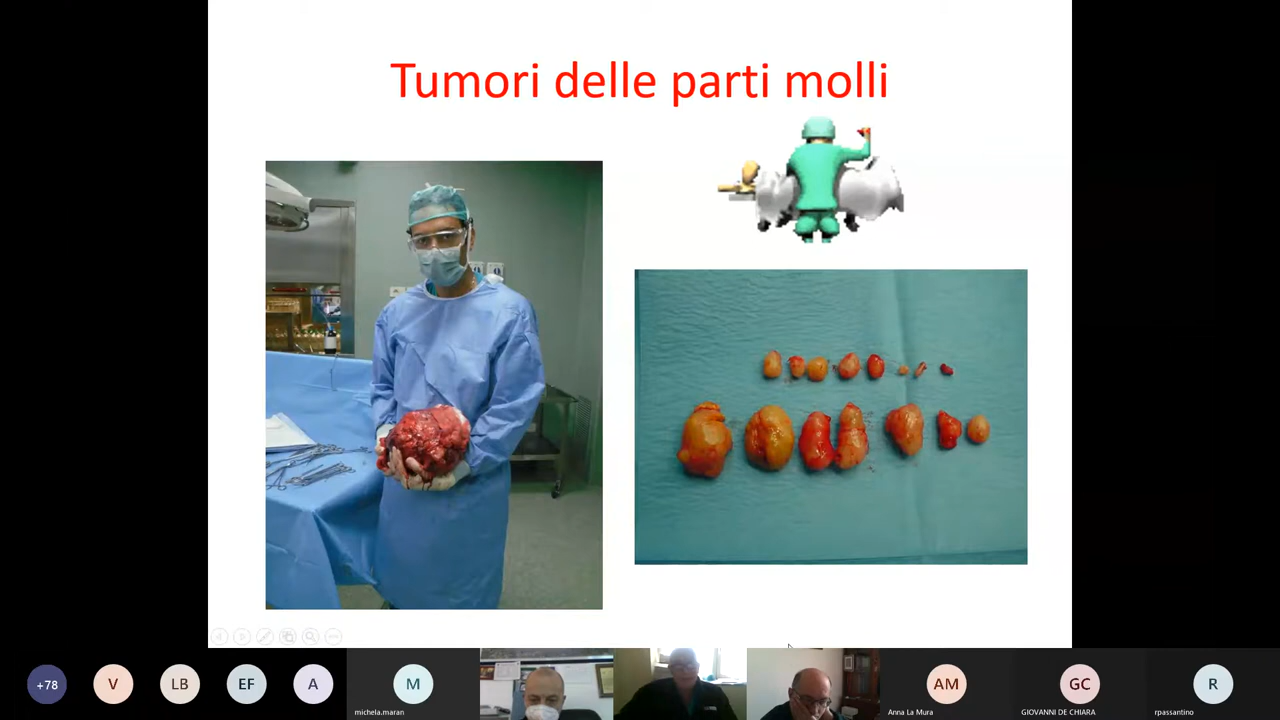 Tumori delle parti molli
+78
V
LB
EF
A
M
michela.maran
AM
Anna La Mura
GC
GIOVANNI DE CHIARA
R
rpassantino